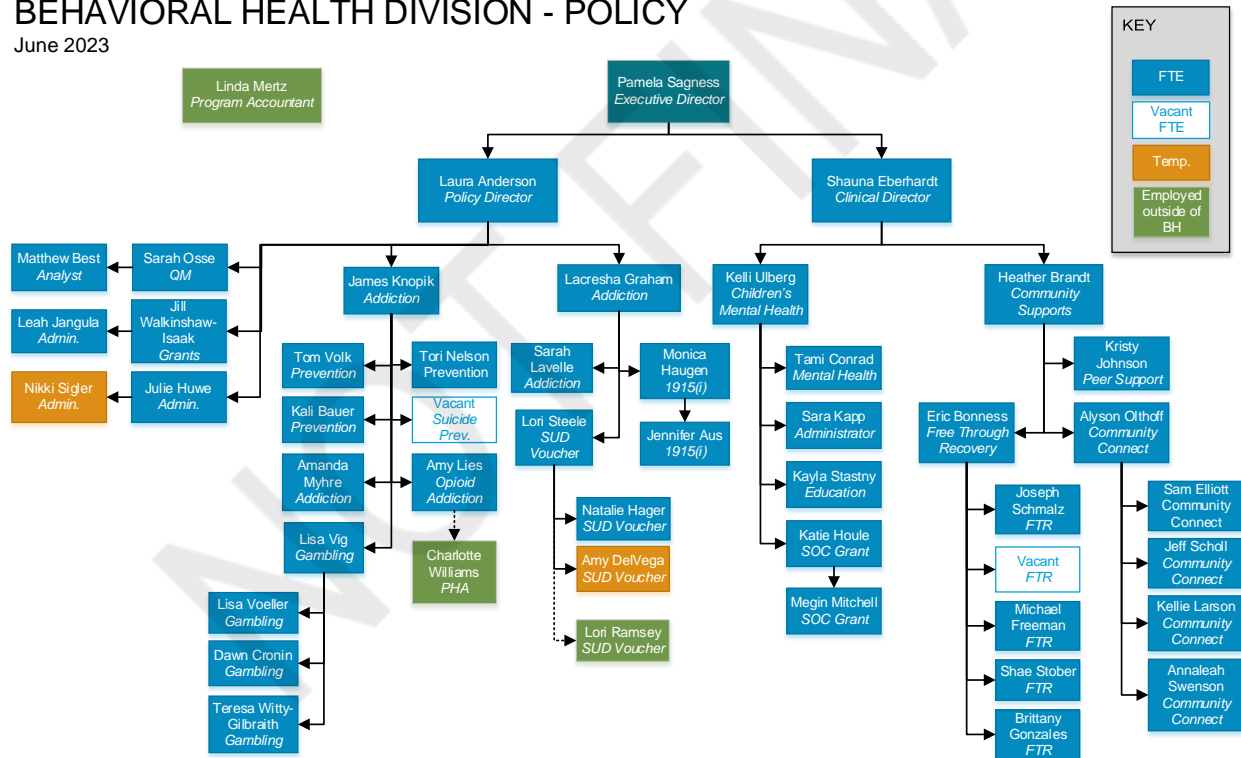 BEHAVIORAL HEALTH DIVISION - POLICY
June 2023
KEY
FTE
Vacant
FTE
Temp.
Employed
outside of
BH
Linda Mertz
Program Accountant
Pamela Sagness
Executive Director
Laura Anderson
Policy Director
Shauna Eberhardt
Clinical Director
Matthew Best
Analyst
Sarah Osse
QM
Leah Jangula
Admin.
Jill
Walkinshaw-
Isaak
Grants
Nikki Sigler
Admin.
Julie Huwe
Admin.
James Knopik
Addiction
Tom Volk
Prevention
Tori Nelson
Prevention
Kali Bauer
Prevention
Vacant
Suicide
Prev.
Amanda
Myhre
Addiction
Amy Lies
Opioid
Addiction
Lisa Vig
Gambling
Charlotte
Williams
PHA
Lisa Voeller
Gambling
Dawn Cronin
Gambling
Teresa Witty-
Gilbraith
Gambling
Lacresha Graham
Addiction
Sarah
Lavelle
Addiction
Monica
Haugen
1915(i)
Lori Steele
SUD
Voucher
Jennifer Aus
1915(i)
Natalie Hager
SUD Voucher
Amy DelVega
SUD Voucher
Lori Ramsey
SUD Voucher
Kelli Ulberg
Children's
Mental Health
Tami Conrad
Mental Health
Sara Kapp
Administrator
Kayla Stastny
Education
Katie Houle
SOC Grant
Megin Mitchell
SOC Grant
Heather Brandt
Community
Supports
Kristy
Johnson
Peer Support
Eric Bonness
Free Through
Recovery
Alyson Olthoff
Community
Connect
Joseph
Schmalz
FTR
Vacant
FTR
Michael
Freeman
FTR
Shae Stober
FTR
Brittany
Gonzales
FTR
Sam Elliott
Community
Connect
Jeff Scholl
Community
Connect
Kellie Larson
Community
Connect
Annaleah
Swenson
Community
Connect
NOT FINA